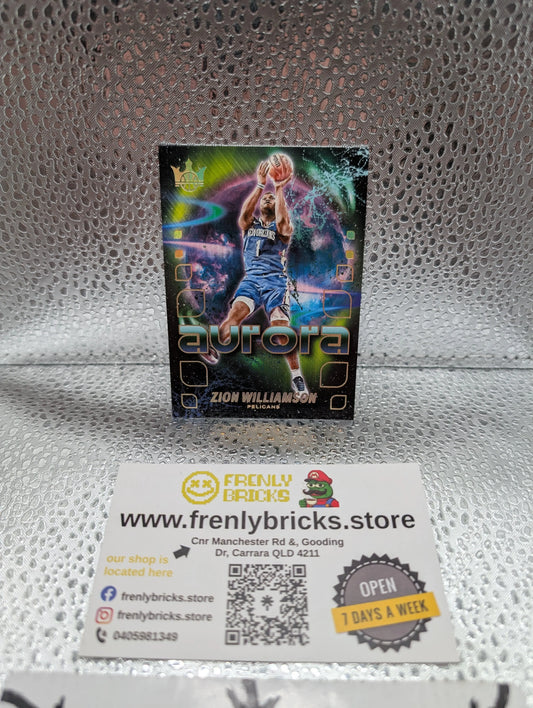 NEW ORLEANS
1
aurora
ZION WILLIAMSON
PELICANS
FRENLY
BRICKS
www.frenlybricks.store
Cnr Manchester Rd &, Gooding
Dr, Carrara QLD 4211
our shop is
located here
frenlybricks.store
frenlybricks.store
0405981349
OPEN
7 DAYS A WEEK